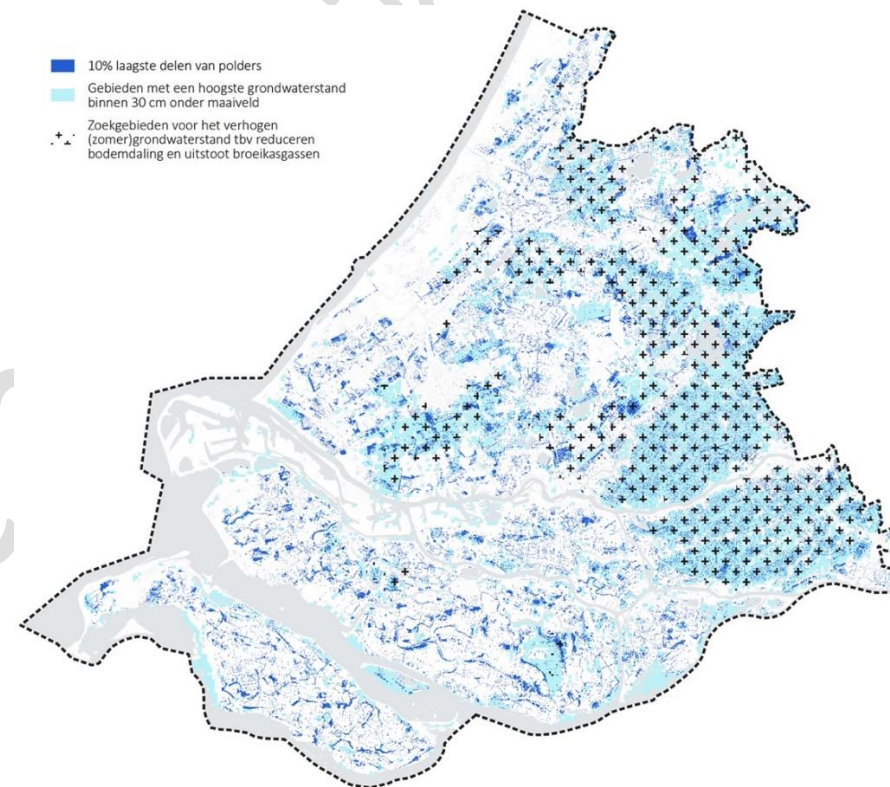 10% laagste delen van polders
Gebieden met een hoogste grondwaterstand
binnen 30 cm onder maaiveld
Zoekgebieden voor het verhogen
(zomer)grondwaterstand tbv reduceren
bodemdaling en uitstoot broeikasgassen